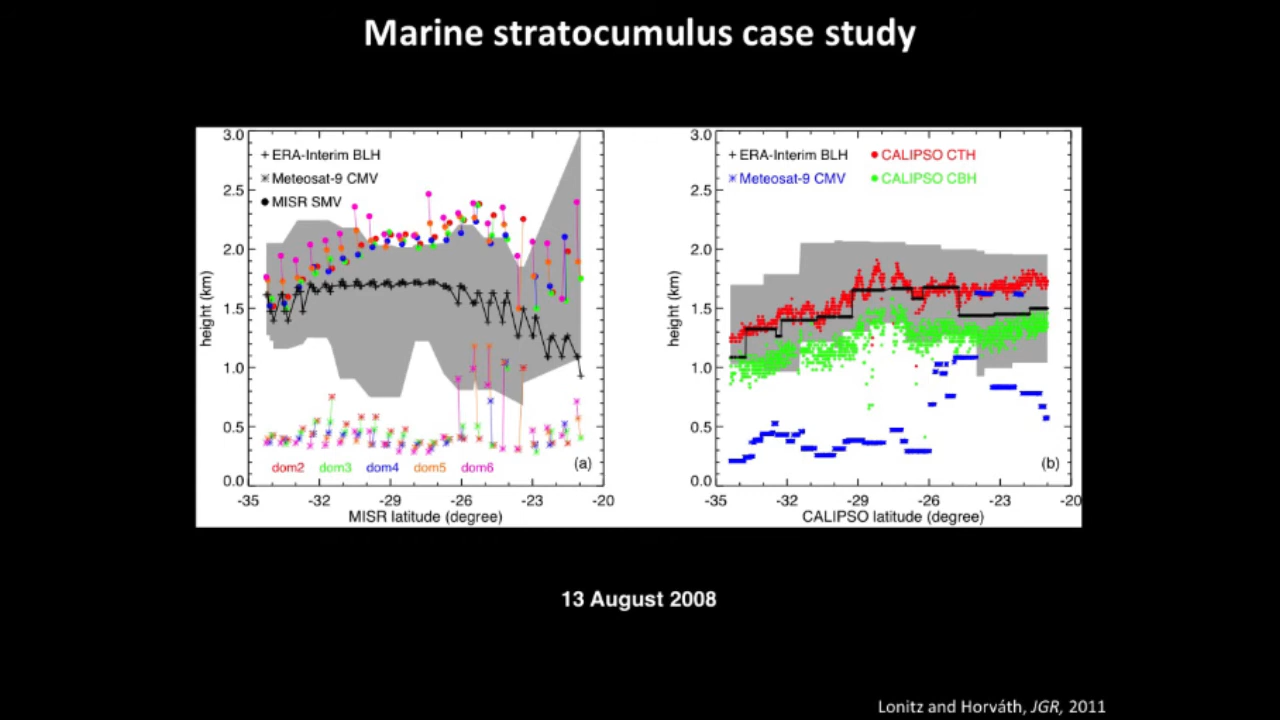 Marine stratocumulus case study
3.0
2.5
2.0
1.5
1.0
0.5
0.0
height (km)
+ ERA-Interim BLH
Meteosat-9 CMV
MISR SMV
dom2 dom3 dom4 dom5 dom6
(a)
-35 -32 -29 -26 -23 -20
MISR latitude (degree)
3.0
2.5
2.0
1.5
1.0
0.5
0.0
height (km)
+ ERA-Interim BLH
Meteosat-9 CMV
CALIPSO CTH
CALIPSO CBH
(b)
-35 -32 -29 -26 -23 -20
CALIPSO latitude (degree)
13 August 2008
Lonitz and Horváth, JGR, 2011